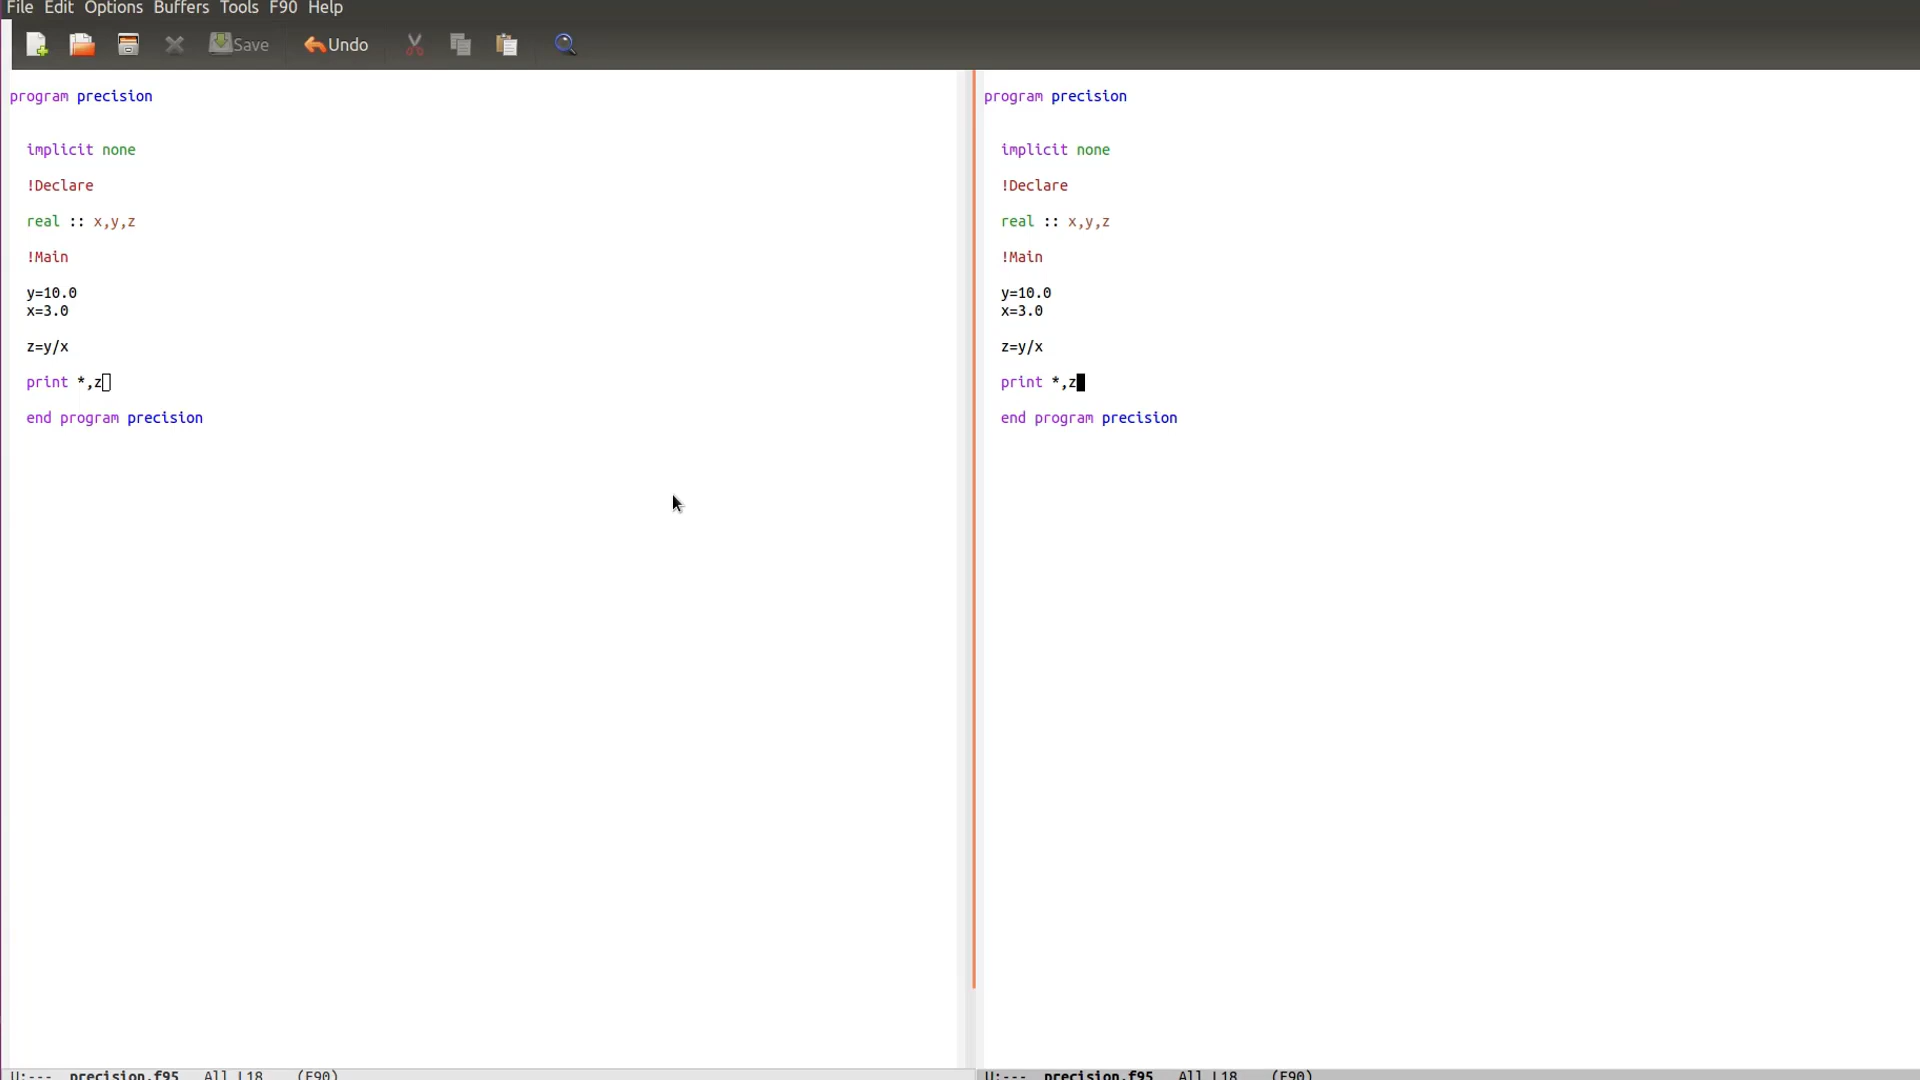 File Edit Options Buffers Tools F90 Help
Save Undo
program precision
implicit none
!Declare
real :: x,y,z
!Main
y=10.0
x=3.0
z=y/x
print *,z
end program precision
U:--- precision.f95 All L18 (F90)
program precision
implicit none
!Declare
real :: x,y,z
!Main
y=10.0
x=3.0
z=y/x
print *,z
end program precision
U:--- precision.f95 All L18 (F90)